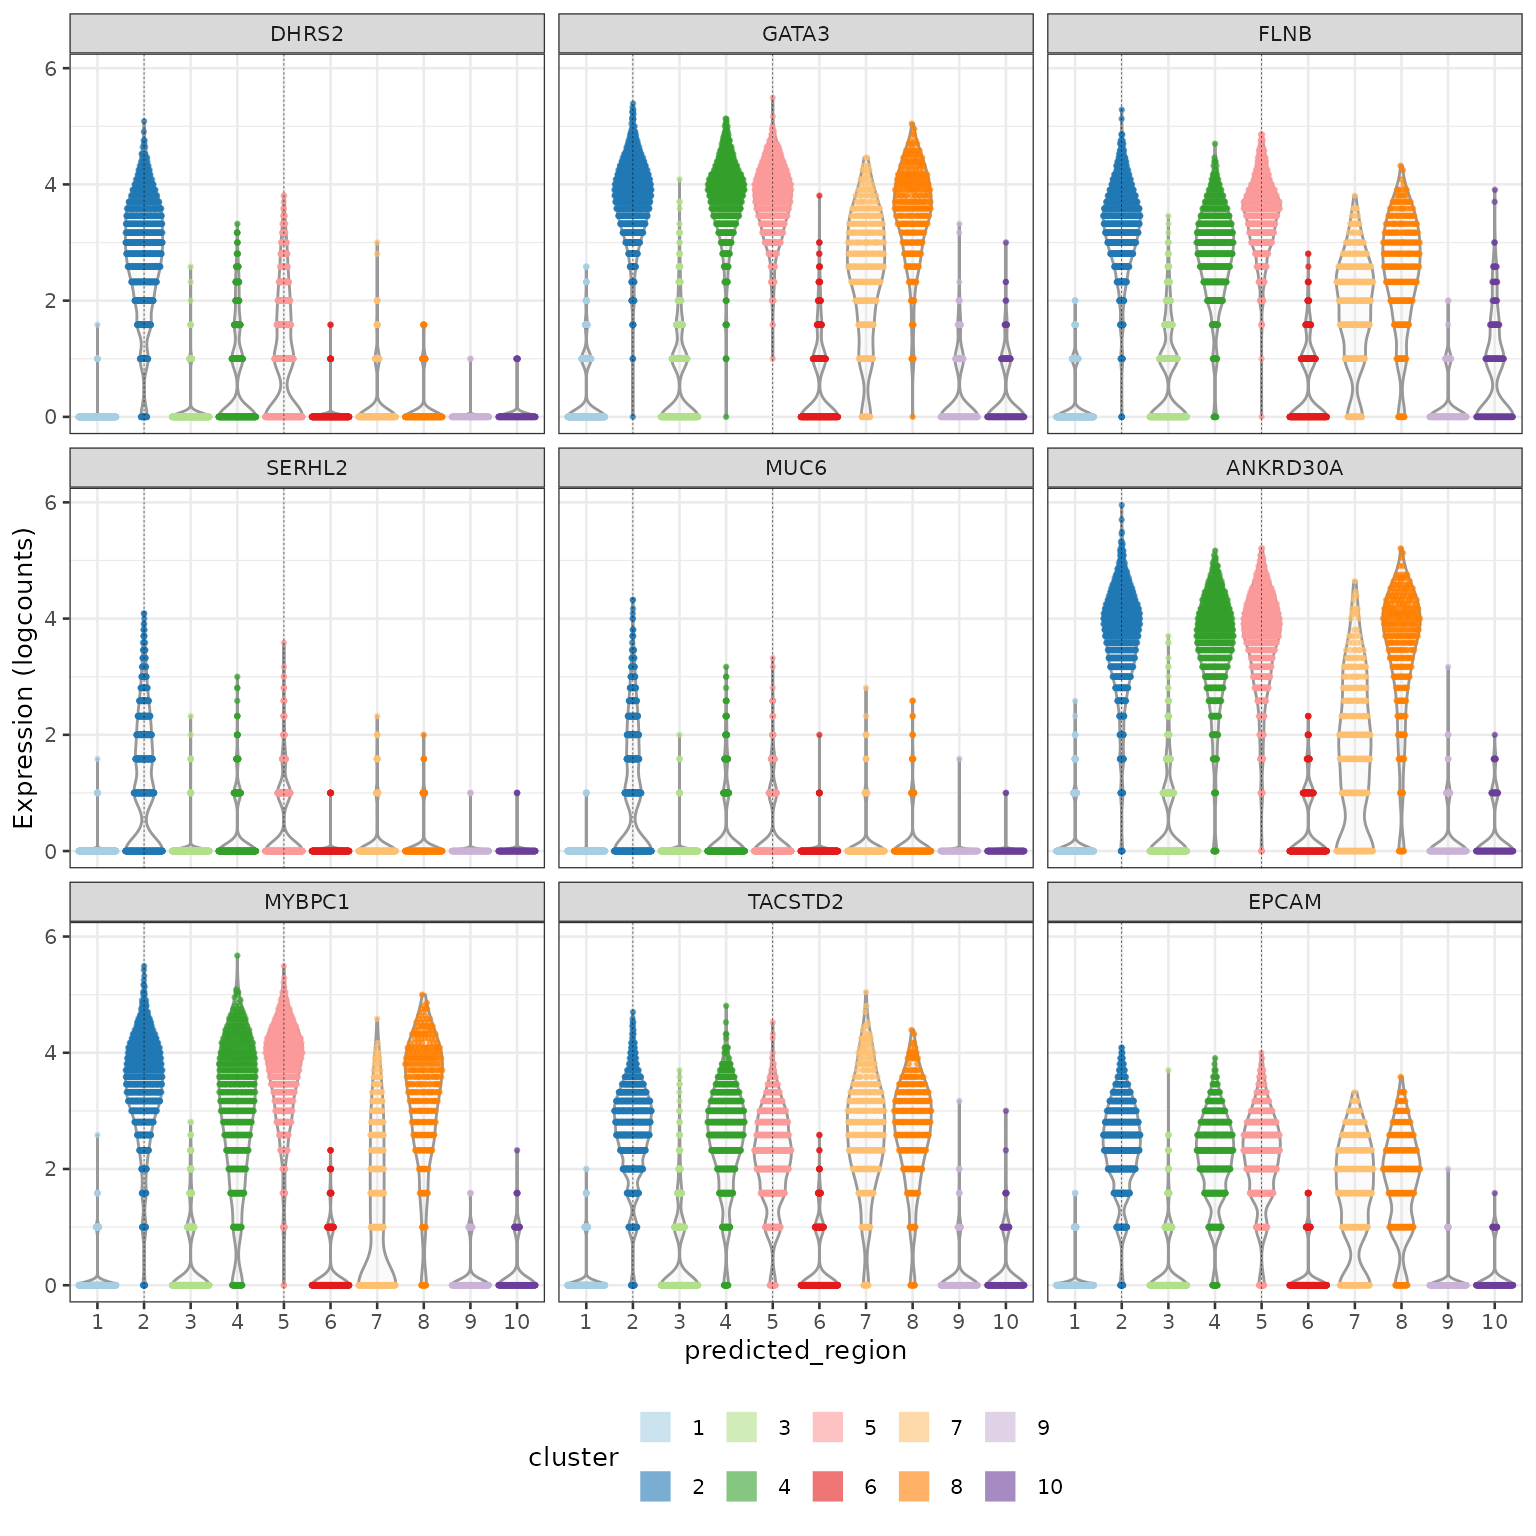 DHRS2 GATA3 FLNB
6
4
2
0
SERHL2 MUC6 ANKRD30A
6
4
2
0
Expression (logcounts)
MYBPC1 TACSTD2 EPCAM
6
4
2
0
1 2 3 4 5 6 7 8 9 10 1 2 3 4 5 6 7 8 9 10 1 2 3 4 5 6 7 8 9 10
predicted_region
cluster
1 3 5 7 9
2 4 6 8 10